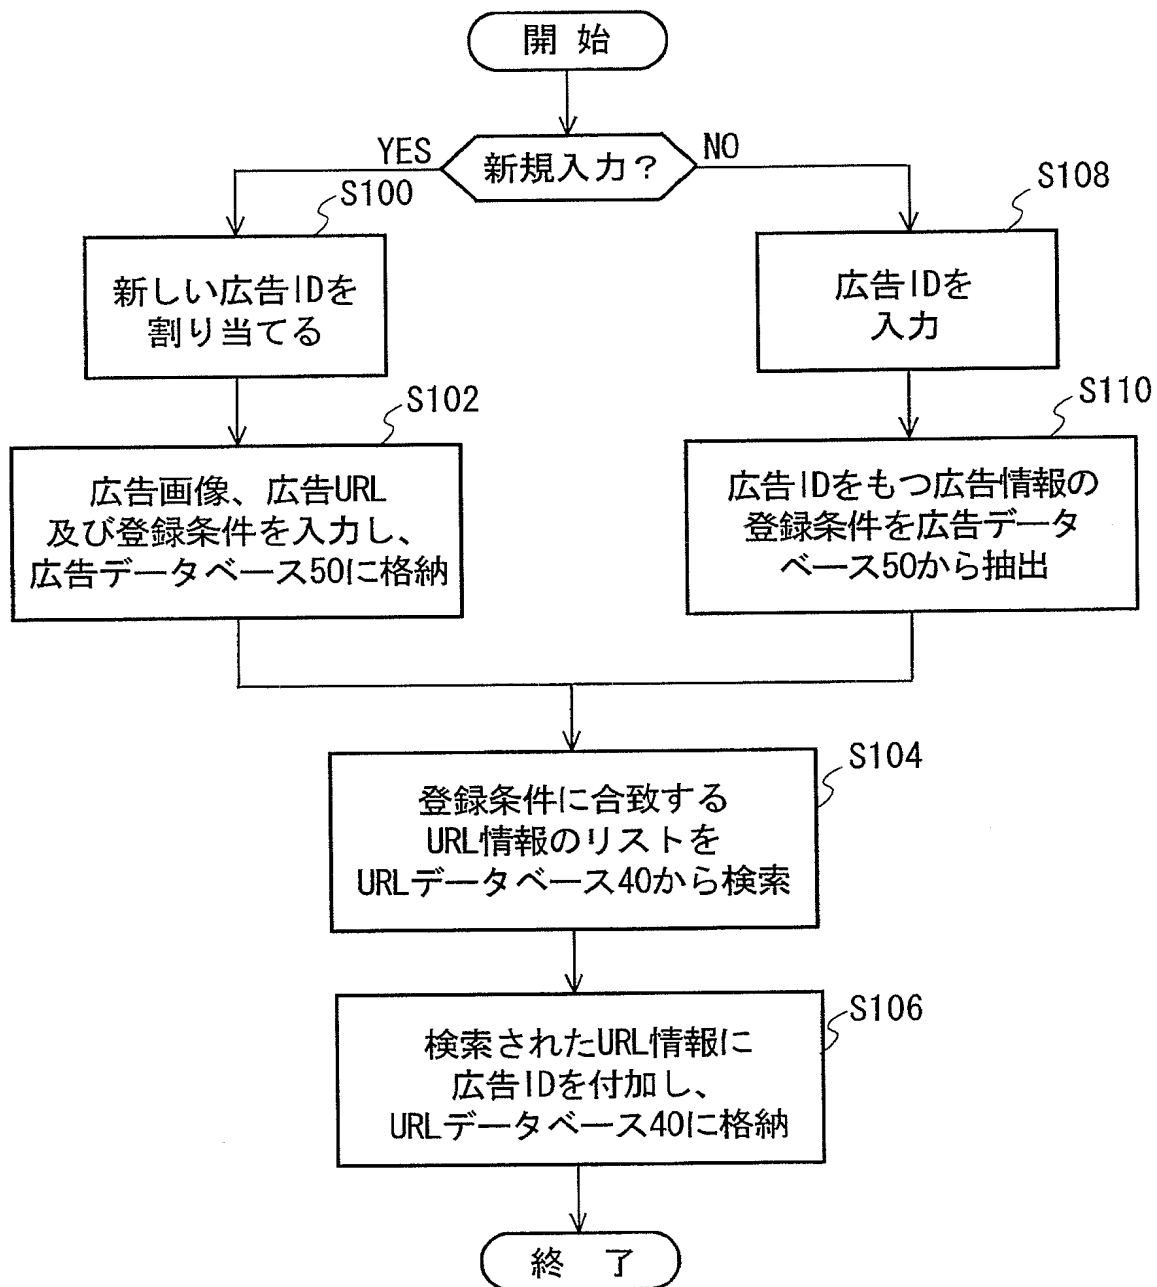 開 始
新規入力?
YES
NO
S100
新しい広告IDを
割り当てる
S102
広告画像、広告URL
及び登録条件を入力し、
広告データベース50に格納
S108
広告IDを
入力
S110
広告IDをもつ広告情報の
登録条件を広告データ
ベース50から抽出
S104
登録条件に合致する
URL情報のリストを
URLデータベース40から検索
S106
検索されたURL情報に
広告IDを付加し、
URLデータベース40に格納
終 了